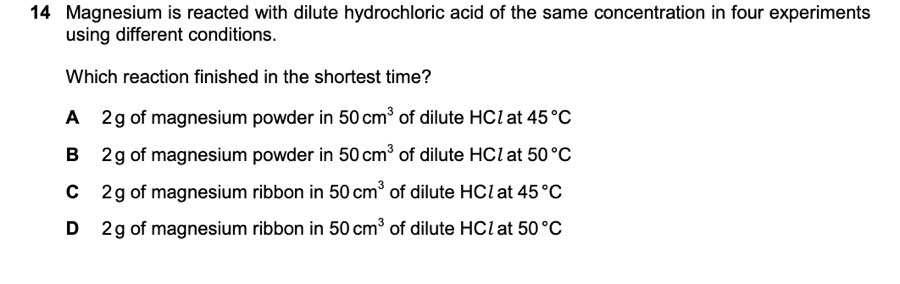 14 Magnesium is reacted with dilute hydrochloric acid of the same concentration in four experiments
using different conditions.
Which reaction finished in the shortest time?
A 2 g of magnesium powder in 50 cm³ of dilute HCl at 45 °C
B 2 g of magnesium powder in 50 cm³ of dilute HCl at 50 °C
C 2 g of magnesium ribbon in 50 cm³ of dilute HCl at 45 °C
D 2 g of magnesium ribbon in 50 cm³ of dilute HCl at 50 °C